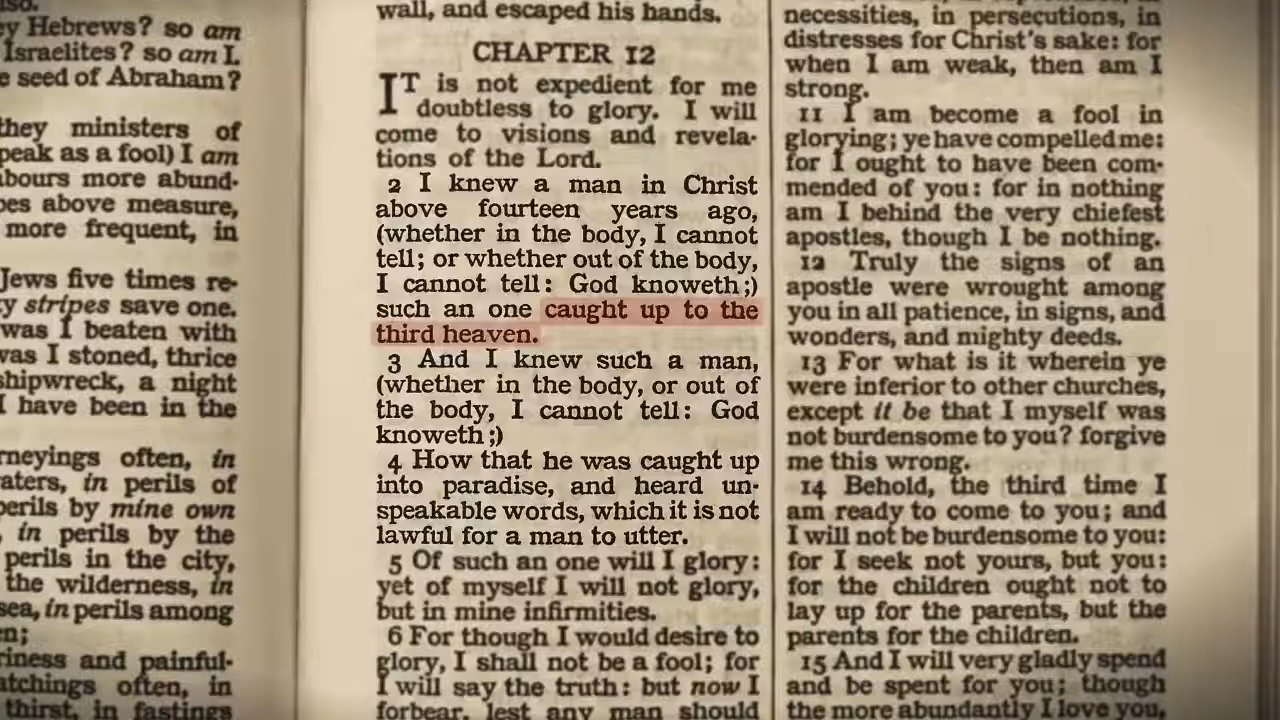 y Hebrews? so am
Israelites? so am I.
e seed of Abraham?
they ministers of
peak as a fool) I am
abours more abund-
pes above measure,
more frequent, in
Jews five times re-
y stripes save one.
was I beaten with
was I stoned, thrice
shipwreck, a night
I have been in the
rneyings often, in
aters, in perils of
perils by mine own
, in perils by the
perils in the city,
the wilderness, in
sea, in perils among
en;
riness and painful-
atchings often, in
thirst, in fastings
wall, and escaped his hands.
CHAPTER 12
IT is not expedient for me
doubtless to glory. I will
come to visions and revela-
tions of the Lord.
2 I knew a man in Christ
above fourteen years ago,
(whether in the body, I cannot
tell; or whether out of the body,
I cannot tell: God knoweth;)
such an one caught up to the
third heaven.
3 And I knew such a man,
(whether in the body, or out of
the body, I cannot tell: God
knoweth;)
4 How that he was caught up
into paradise, and heard un-
speakable words, which it is not
lawful for a man to utter.
5 Of such an one will I glory:
yet of myself I will not glory,
but in mine infirmities.
6 For though I would desire to
glory, I shall not be a fool; for
I will say the truth: but now I
forbear, lest any man should
necessities, in persecutions, in
distresses for Christ's sake: for
when I am weak, then am I
strong.
11 I am become a fool in
glorying; ye have compelled me:
for I ought to have been com-
mended of you: for in nothing
am I behind the very chiefest
apostles, though I be nothing.
12 Truly the signs of an
apostle were wrought among
you in all patience, in signs, and
wonders, and mighty deeds.
13 For what is it wherein ye
were inferior to other churches,
except it be that I myself was
not burdensome to you? forgive
me this wrong.
14 Behold, the third time I
am ready to come to you; and
I will not be burdensome to you:
for I seek not yours, but you:
for the children ought not to
lay up for the parents, but the
parents for the children.
15 And I will very gladly spend
and be spent for you; though
the more abundantly I love you,